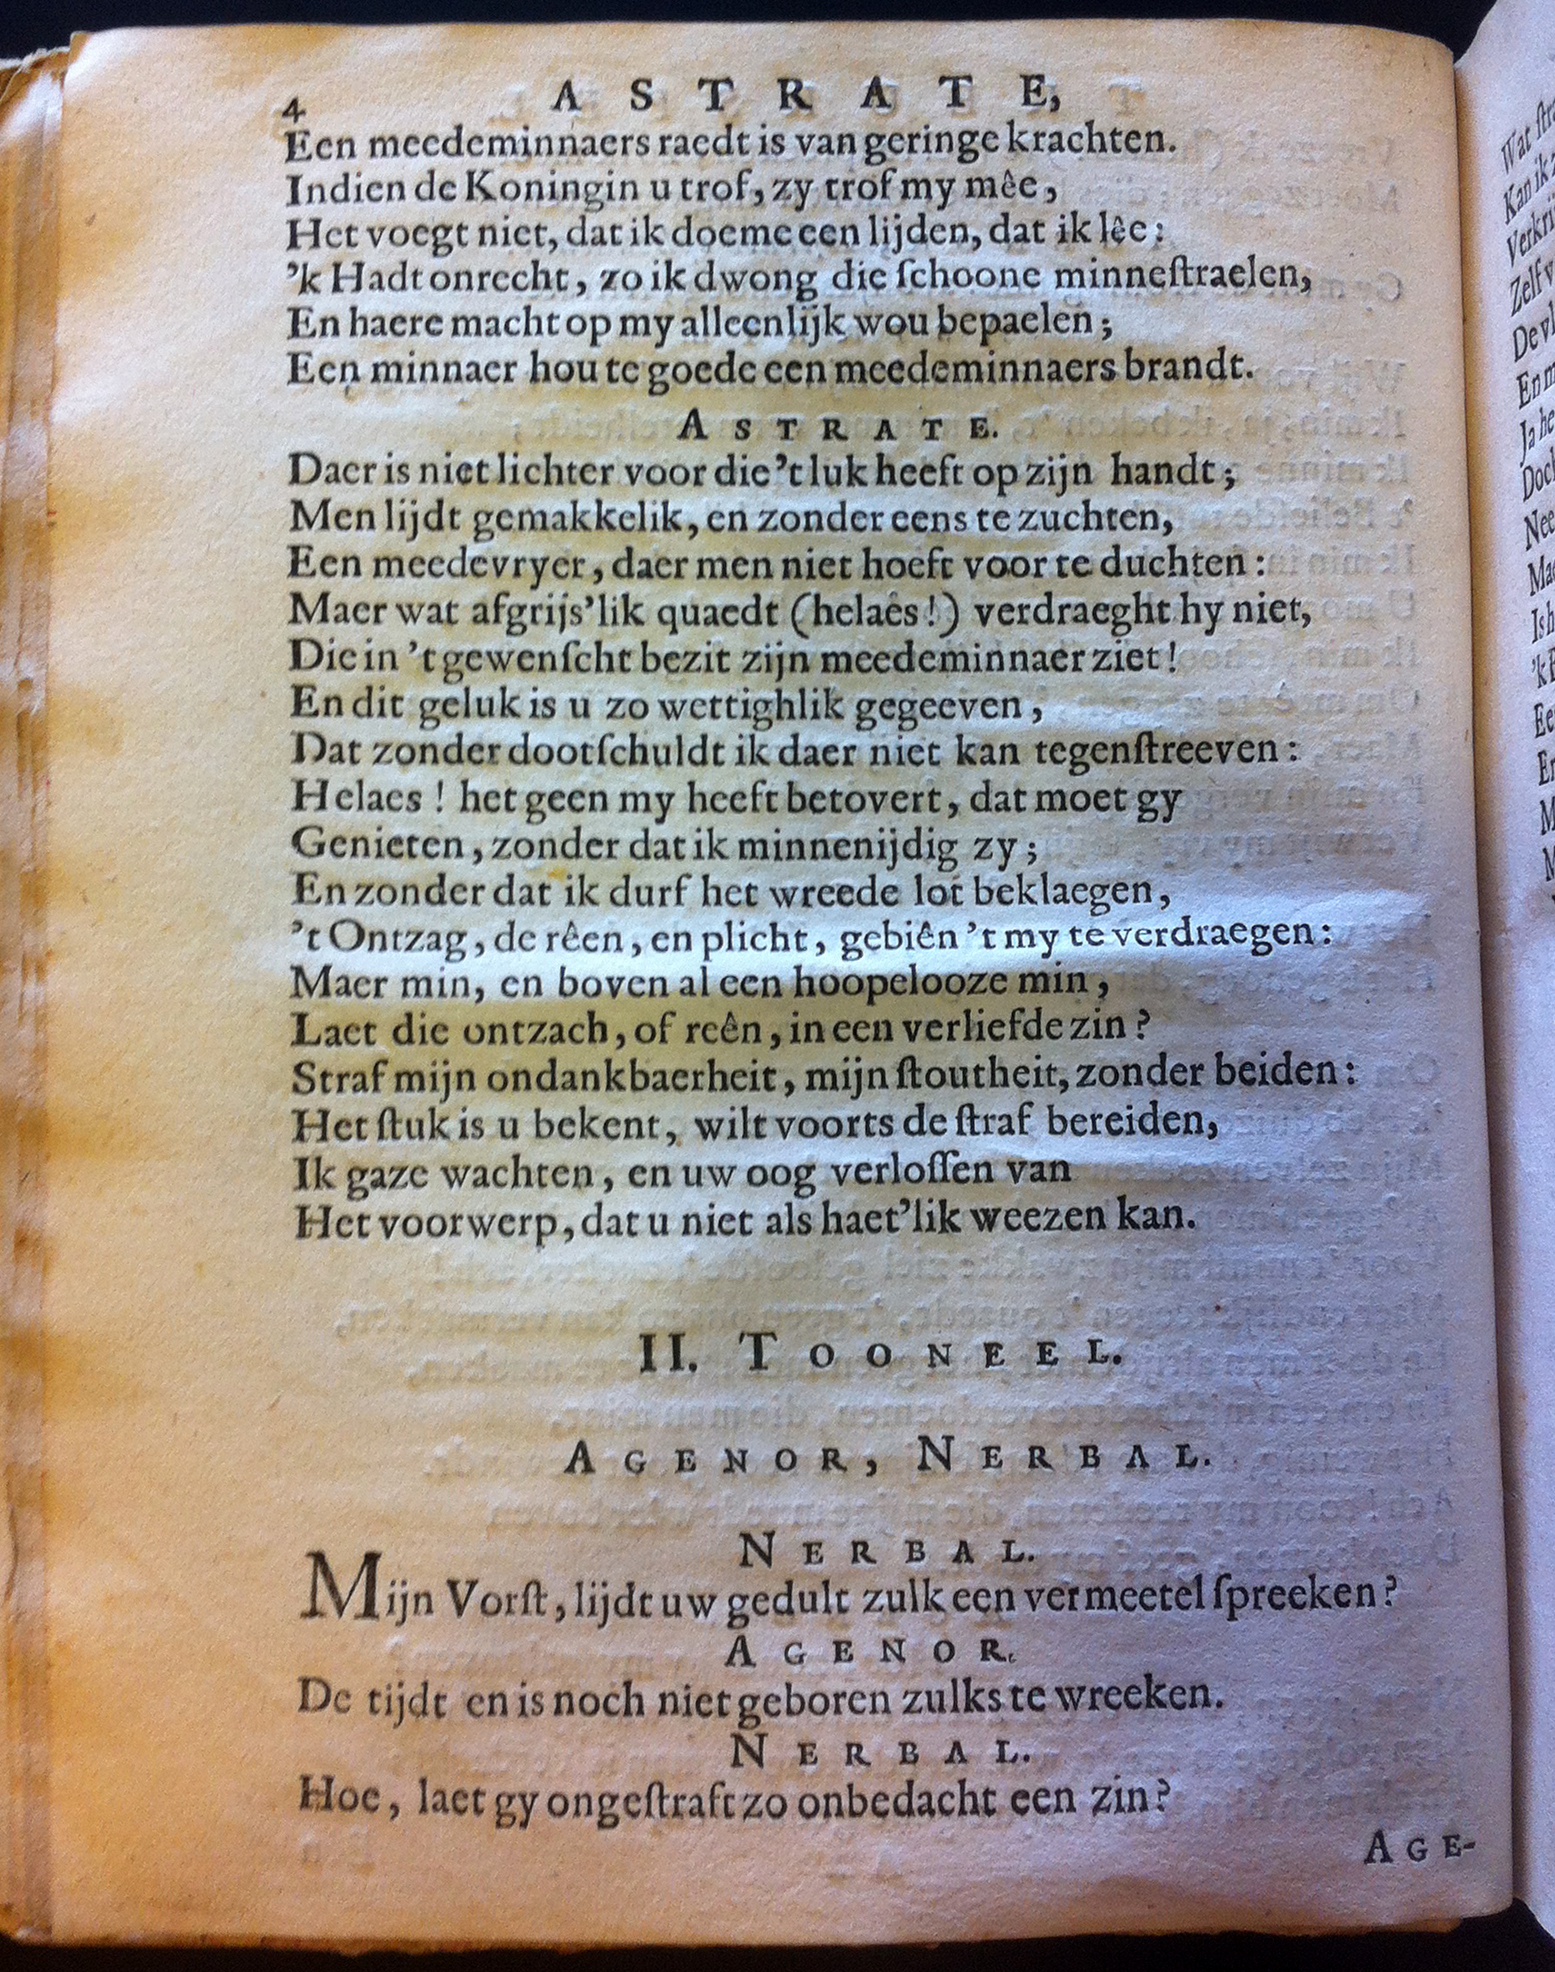 4 ASTRATE,
Een meedeminnaers raedt is van geringe krachten.
Indien de Koningin u trof, zy trof my mêe,
Het voegt niet, dat ik doeme een lijden, dat ik lêe:
’k Hadt onrecht, zo ik dwong die ſchoone minneſtraelen,
En haere macht op my alleenlijk wou bepaelen;
Een minnaer hou te goede een meedeminnaers brandt.
ASTRATE.
Daer is niet lichter voor die ’t luk heeft op zijn handt;
Men lijdt gemakkelik, en zonder eens te zuchten,
Een meedevryer, daer men niet hoeft voor te duchten:
Maer wat afgrijs’lik quaedt (helaes!) verdraeght hy niet,
Die in ’t gewenſcht bezit zijn meedeminnaer ziet!
En dit geluk is u zo wettighlik gegeeven,
Dat zonder dootſchuldt ik daer niet kan tegenſtreeven:
Helaes! het geen my heeft betovert, dat moet gy
Genieten, zonder dat ik minnenijdig zy;
En zonder dat ik durf het wreede lot beklaegen,
’t Ontzag, de rêen, en plicht, gebiên ’t my te verdraegen:
Maer min, en boven al een hoopelooze min,
Laet die ontzach, of reên, in een verliefde zin?
Straf mijn ondankbaerheit, mijn ſtoutheit, zonder beiden:
Het ſtuk is u bekent, wilt voorts de ſtraf bereiden,
Ik gaze wachten, en uw oog verloſſen van
Het voorwerp, dat u niet als haet’lik weezen kan.
II. TOONEEL.
AGENOR, NERBAL.
NERBAL.
Mijn Vorſt, lijdt uw gedult zulk een vermeetel ſpreeken?
AGENOR.
De tijdt en is noch niet geboren zulks te wreeken.
NERBAL.
Hoe, laet gy ongeſtraft zo onbedacht een zin?
AGE-